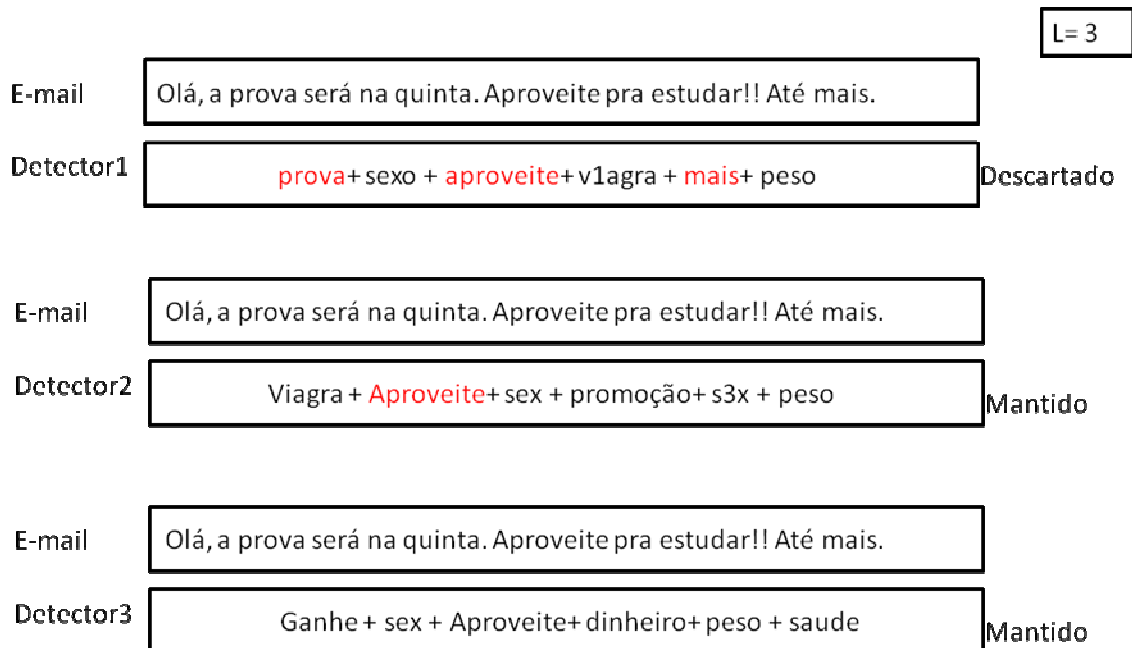 L= 3
E-mail
Olá, a prova será na quinta. Aproveite pra estudar!! Até mais.
Detector1
prova+ sexo + aproveite+ v1agra + mais+ peso
Descartado
E-mail
Olá, a prova será na quinta. Aproveite pra estudar!! Até mais.
Detector2
Viagra + Aproveite+ sex + promoção+ s3x + peso
Mantido
E-mail
Olá, a prova será na quinta. Aproveite pra estudar!! Até mais.
Detector3
Ganhe + sex + Aproveite+ dinheiro+ peso + saude
Mantido